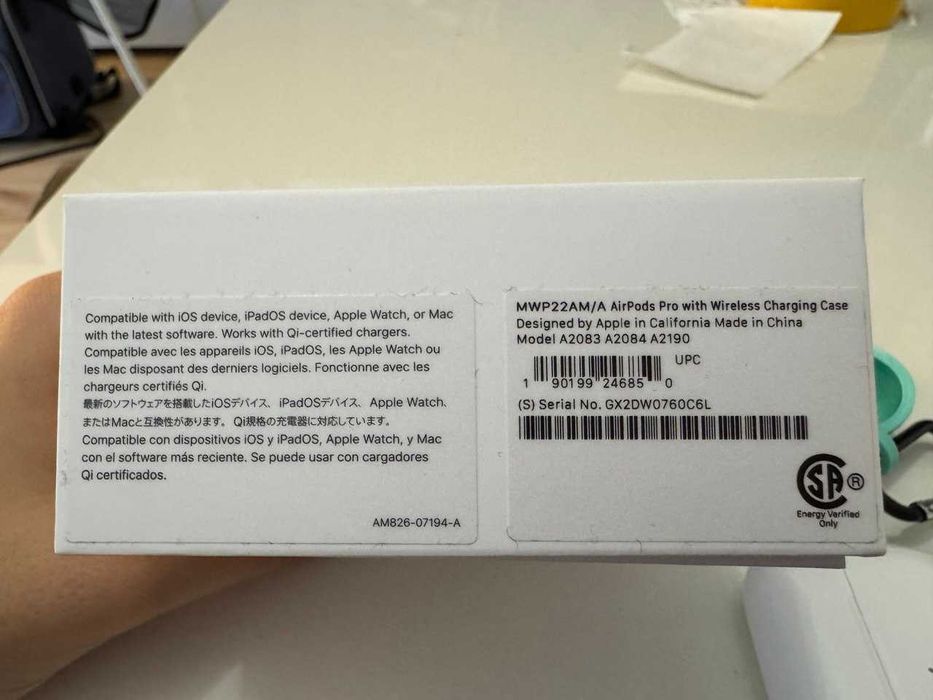 Compatible with iOS device, iPadOS device, Apple Watch, or Mac
with the latest software. Works with Qi-certified chargers.
Compatible avec les appareils iOS, iPadOS, les Apple Watch ou
les Mac disposant des derniers logiciels. Fonctionne avec les
chargeurs certifiés Qi.
最新のソフトウェアを搭載したiOSデバイス、iPadOSデバイス、Apple Watch、
またはMacと互換性があります。Qi規格の充電器に対応しています。
Compatible con dispositivos iOS y iPadOS, Apple Watch, y Mac
con el software más reciente. Se puede usar con cargadores
Qi certificados.
AM826-07194-A
MWP22AM/A AirPods Pro with Wireless Charging Case
Designed by Apple in California Made in China
Model A2083 A2084 A2190
UPC
1 90199 24685 0
(S) Serial No. GX2DW0760C6L
SA ®
Energy Verified
Only